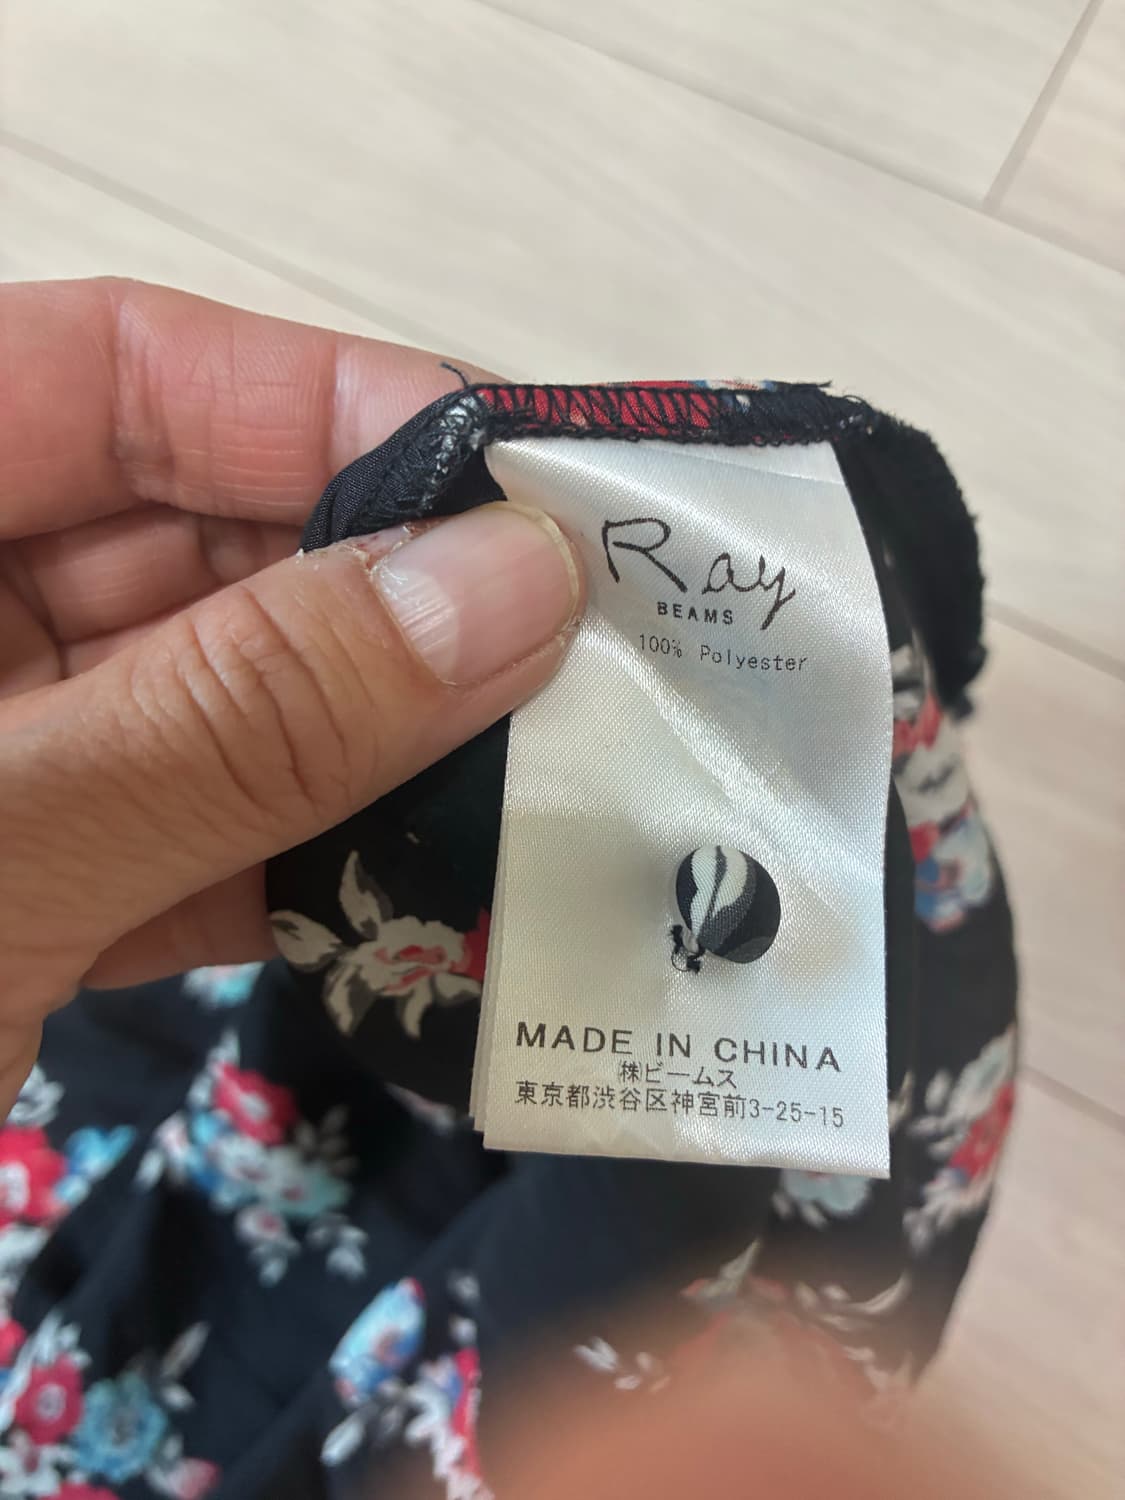 Ray
BEAMS
100% Polyester
MADE IN CHINA
㈱ビームス
東京都渋谷区神宮前3-25-15